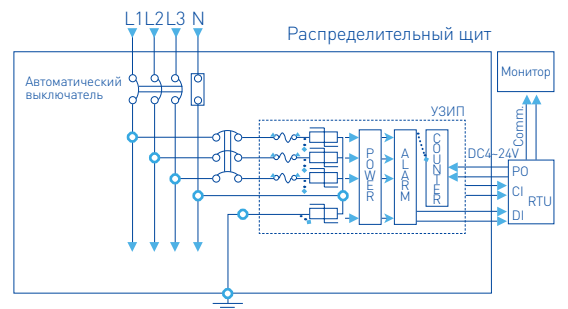 L1 L2 L3 N
Распределительный щит
Автоматический
выключатель
Монитор
УЗИП
Comm.
DC4~24V
POWER
ALARM
COUNTER
PO
CI
RTU
DI